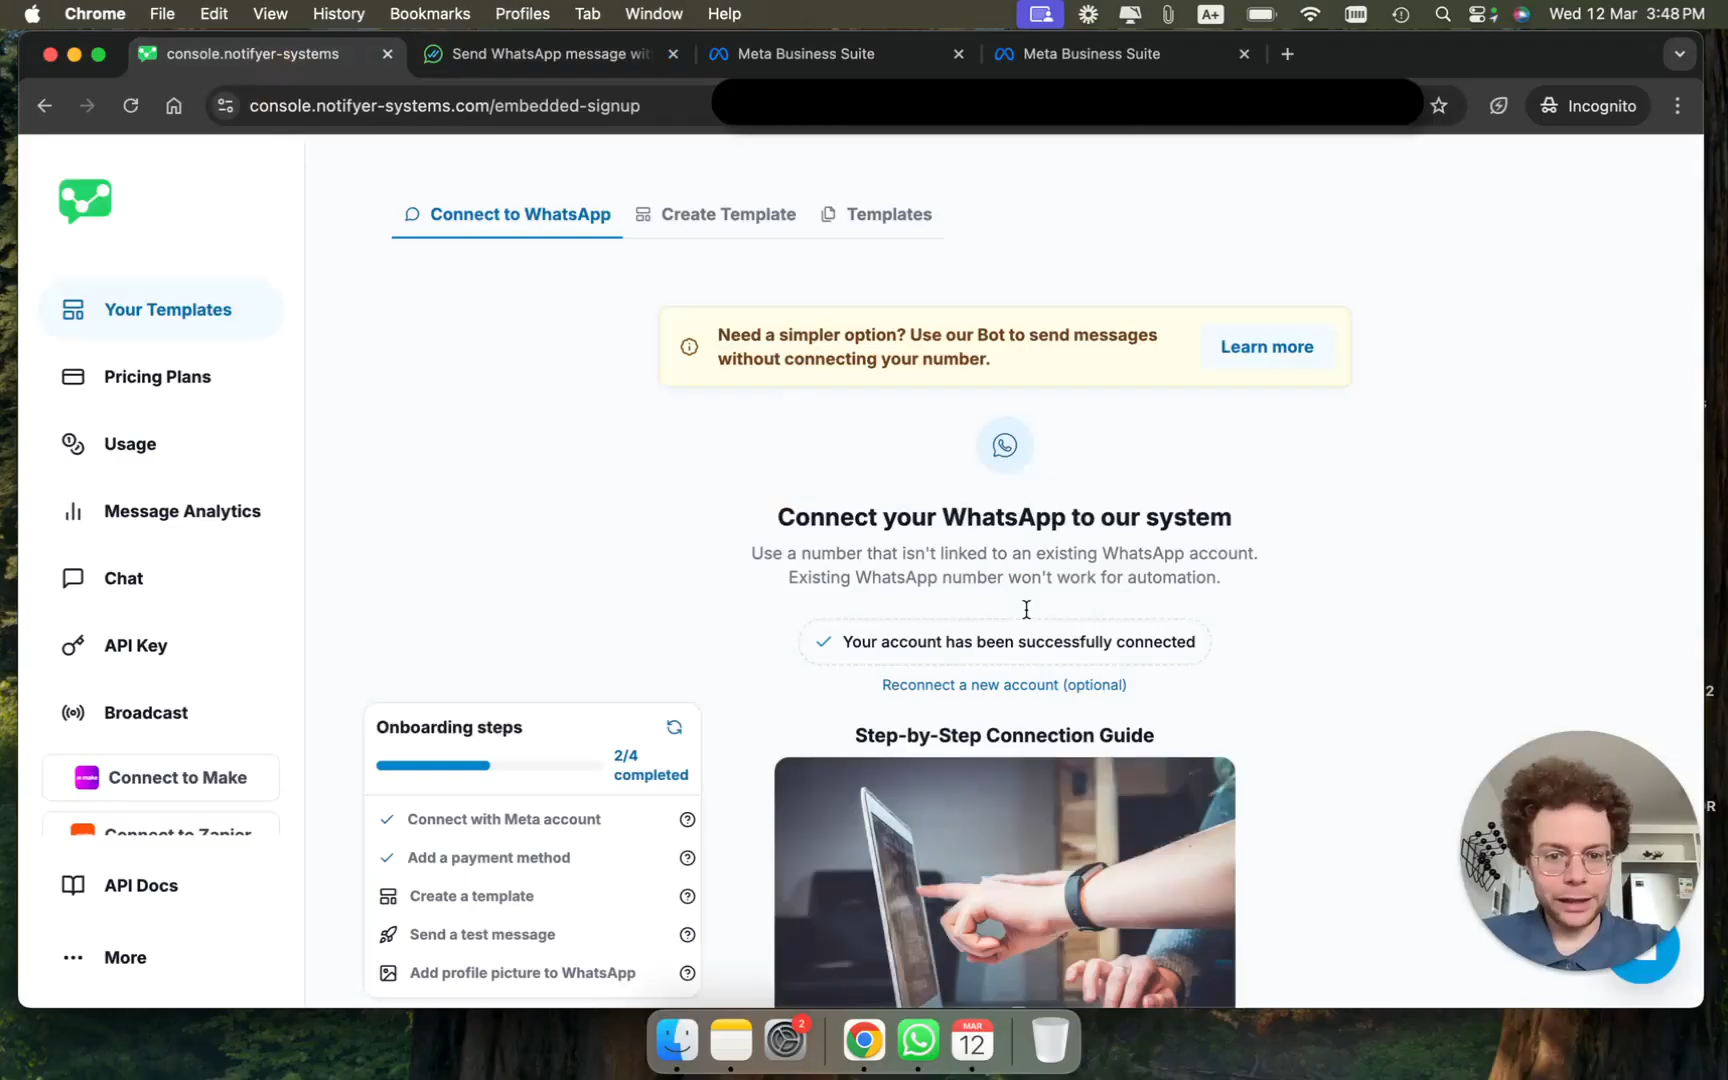 Chrome File Edit View History Bookmarks Profiles Tab Window Help A+ Wed 12 Mar 3:48 PM
console.notifyer-systems Send WhatsApp message wit Meta Business Suite Meta Business Suite
console.notifyer-systems.com/embedded-signup Incognito
Connect to WhatsApp Create Template Templates
Your Templates
Pricing Plans
Usage
Message Analytics
Chat
API Key
Broadcast
Connect to Make
Connect to Zapier
API Docs
More
Need a simpler option? Use our Bot to send messages
without connecting your number.
Learn more
Connect your WhatsApp to our system
Use a number that isn't linked to an existing WhatsApp account.
Existing WhatsApp number won't work for automation.
Your account has been successfully connected
Reconnect a new account (optional)
Step-by-Step Connection Guide
Onboarding steps
2/4
completed
Connect with Meta account
Add a payment method
Create a template
Send a test message
Add profile picture to WhatsApp
2
MAR
12
2
OR